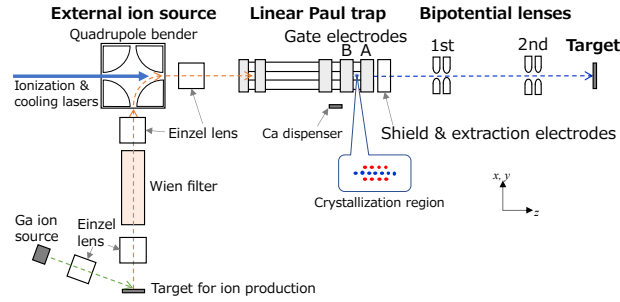 External ion source
Linear Paul trap
Bipotential lenses
Quadrupole bender
Gate electrodes
B
A
1st
2nd
Target
Ionization &
cooling lasers
Einzel lens
Ca dispenser
Shield & extraction electrodes
Einzel lens
Wien filter
Crystallization region
x, y
z
Ga ion
source
Einzel
lens
Target for ion production